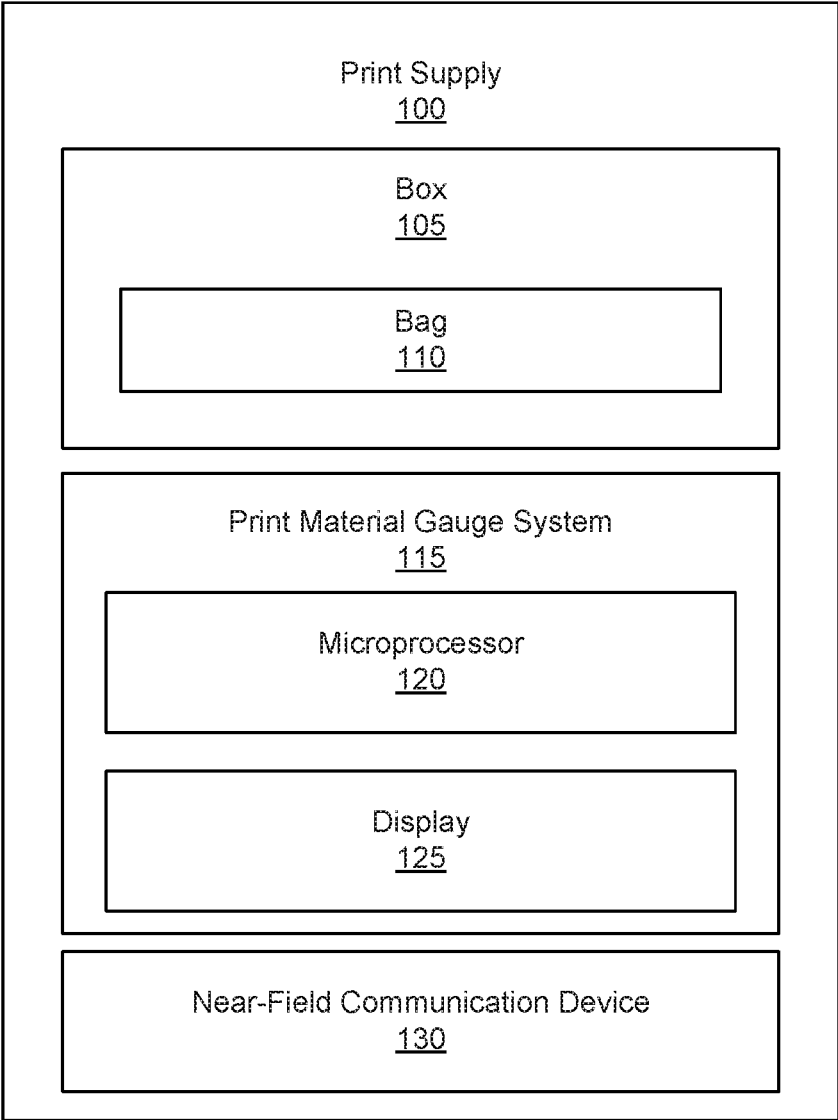 Print Supply
100
Box
105
Bag
110
Print Material Gauge System
115
Microprocessor
120
Display
125
Near-Field Communication Device
130